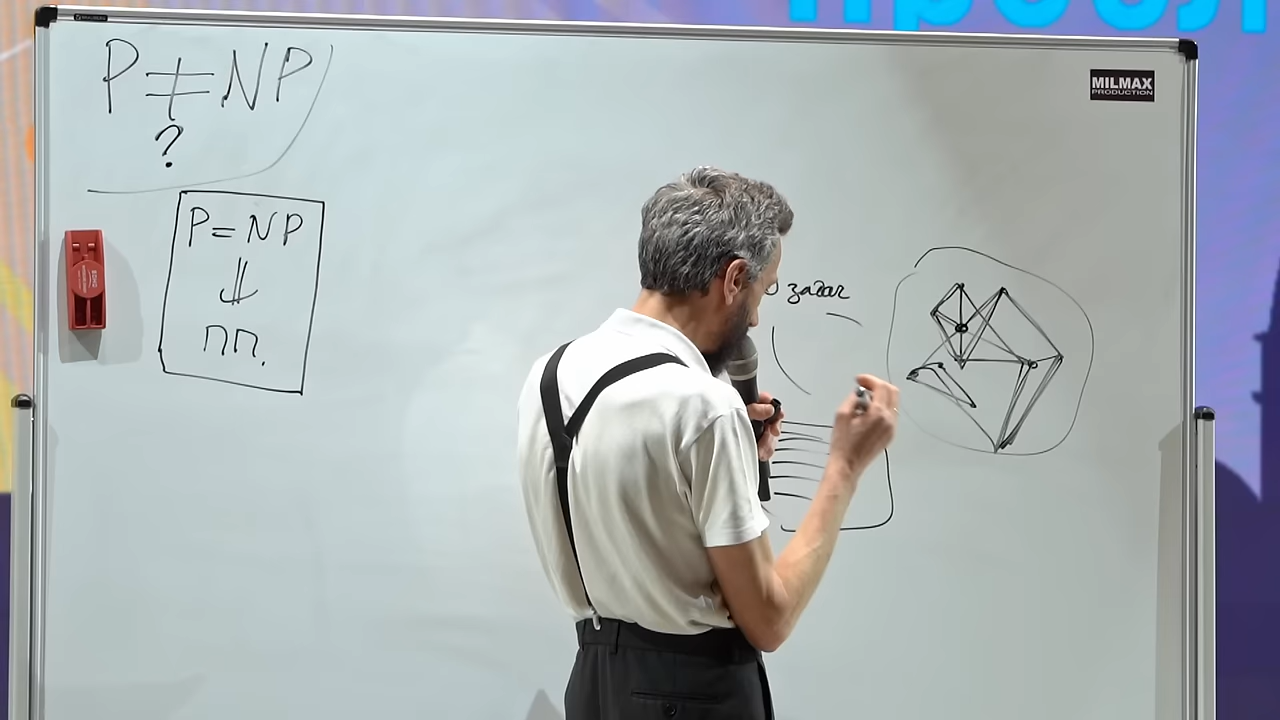 P ≠ NP
?
P = NP
⇓
пп.
задач
MILMAX
PRODUCTION